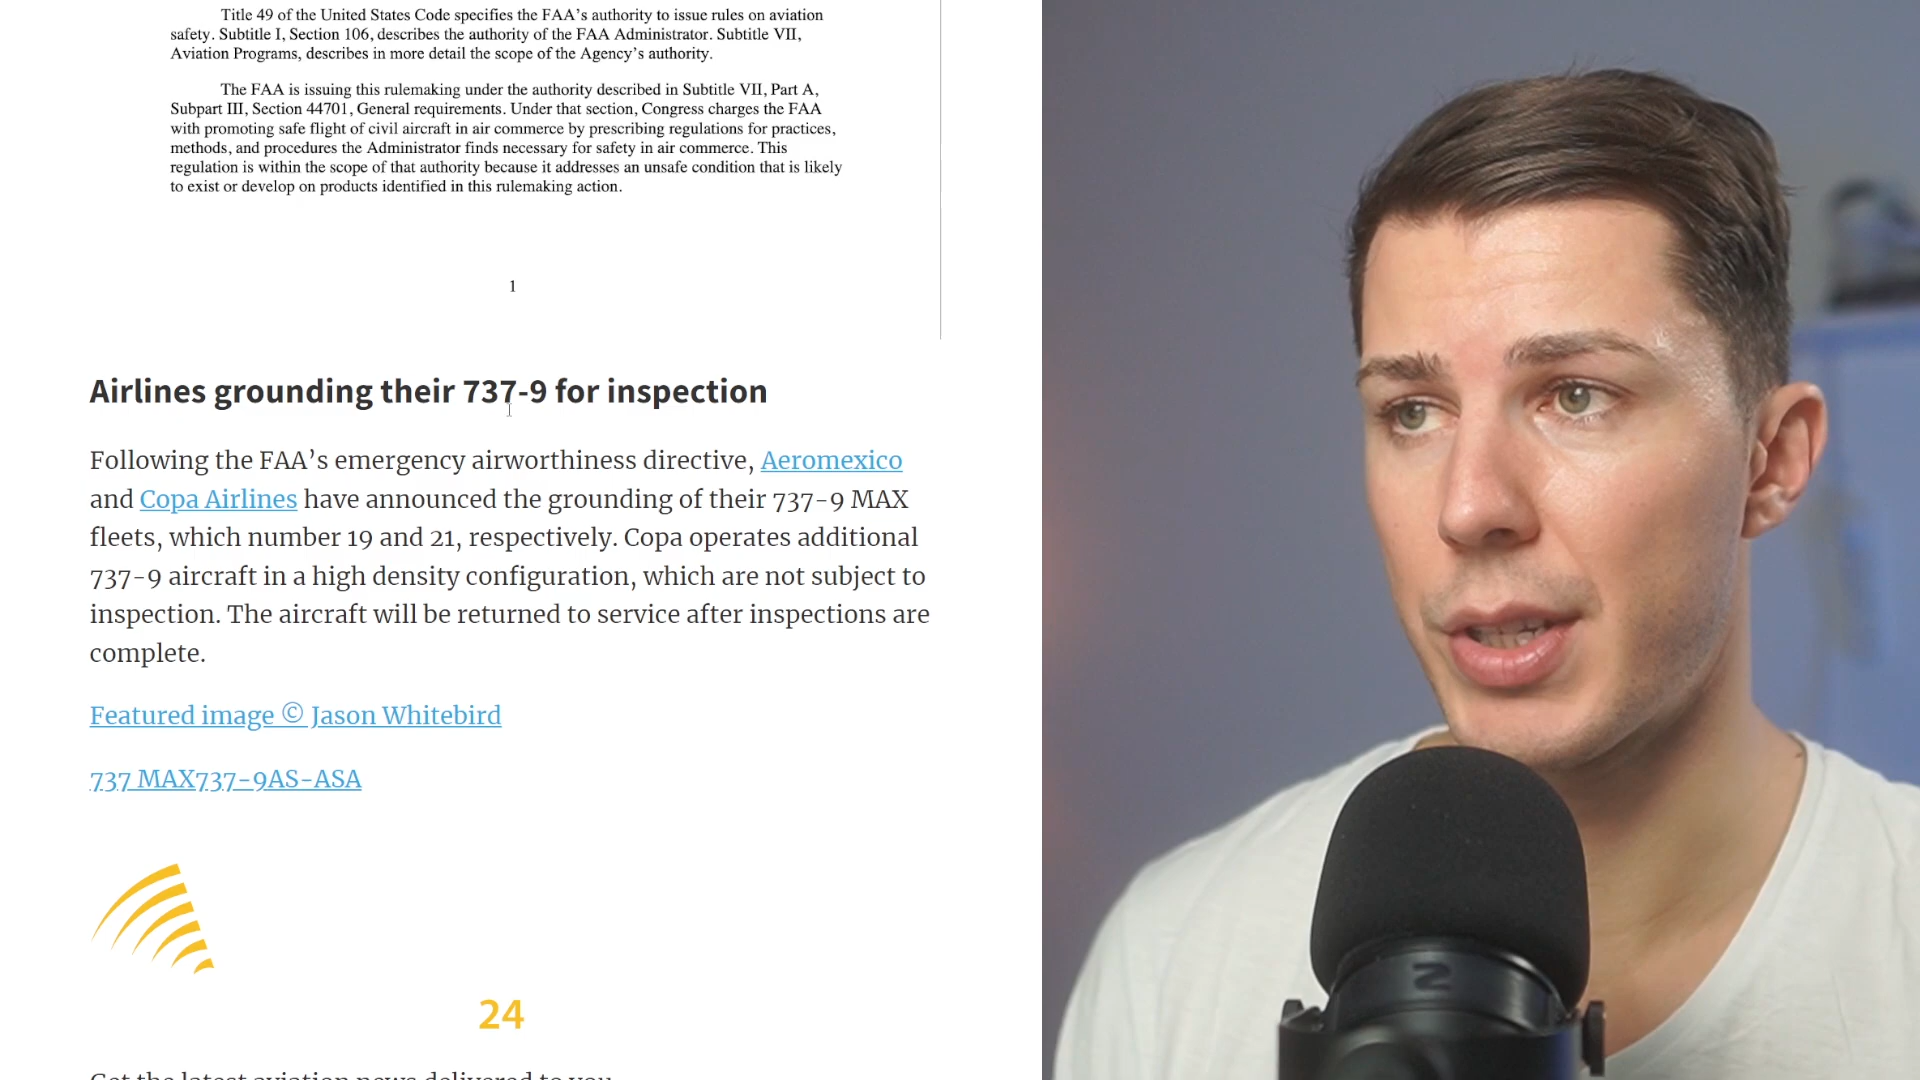 Title 49 of the United States Code specifies the FAA’s authority to issue rules on aviation
safety. Subtitle I, Section 106, describes the authority of the FAA Administrator. Subtitle VII,
Aviation Programs, describes in more detail the scope of the Agency’s authority.
The FAA is issuing this rulemaking under the authority described in Subtitle VII, Part A,
Subpart III, Section 44701, General requirements. Under that section, Congress charges the FAA
with promoting safe flight of civil aircraft in air commerce by prescribing regulations for practices,
methods, and procedures the Administrator finds necessary for safety in air commerce. This
regulation is within the scope of that authority because it addresses an unsafe condition that is likely
to exist or develop on products identified in this rulemaking action.
1
Airlines grounding their 737-9 for inspection
Following the FAA’s emergency airworthiness directive, Aeromexico
and Copa Airlines have announced the grounding of their 737-9 MAX
fleets, which number 19 and 21, respectively. Copa operates additional
737-9 aircraft in a high density configuration, which are not subject to
inspection. The aircraft will be returned to service after inspections are
complete.
Featured image © Jason Whitebird
737 MAX737-9AS-ASA
24
Get the latest aviation news delivered to you